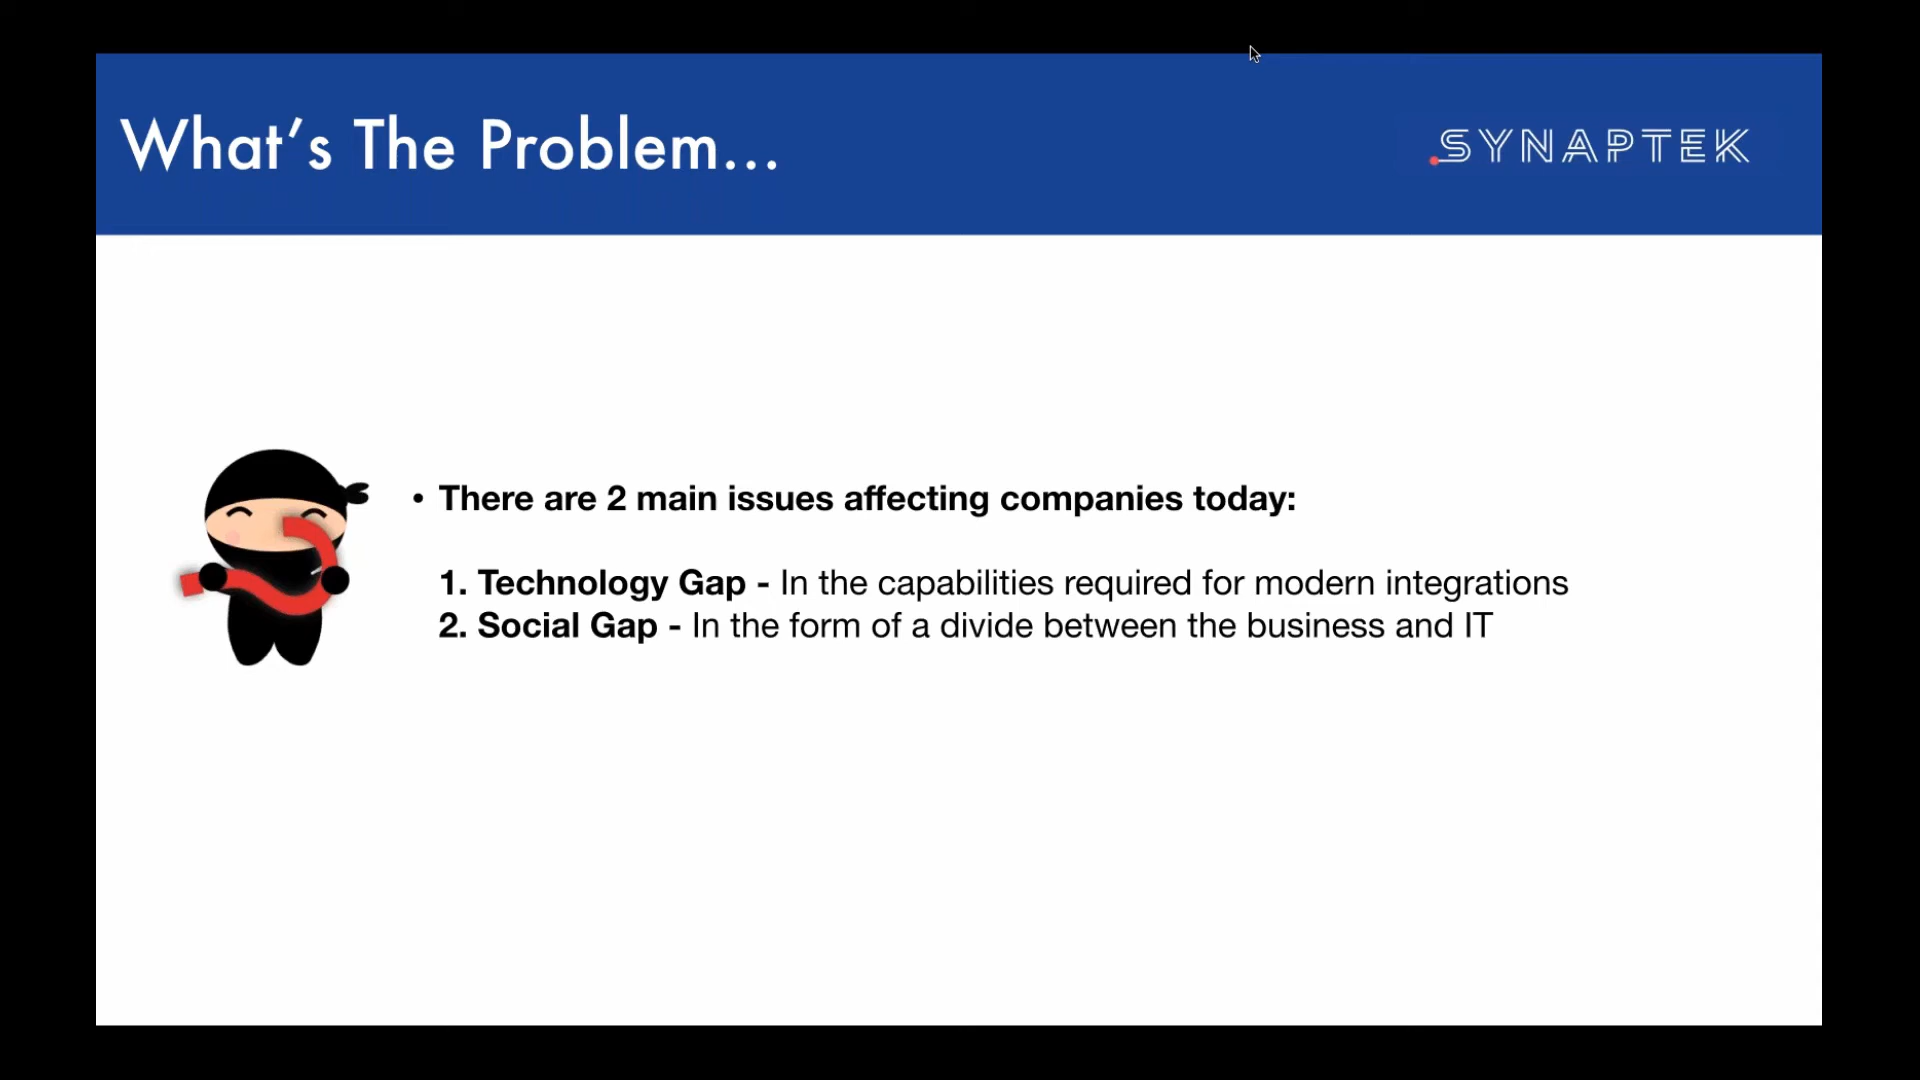 What's The Problem...
SYNAPTEK
• There are 2 main issues affecting companies today:
1. Technology Gap - In the capabilities required for modern integrations
2. Social Gap - In the form of a divide between the business and IT